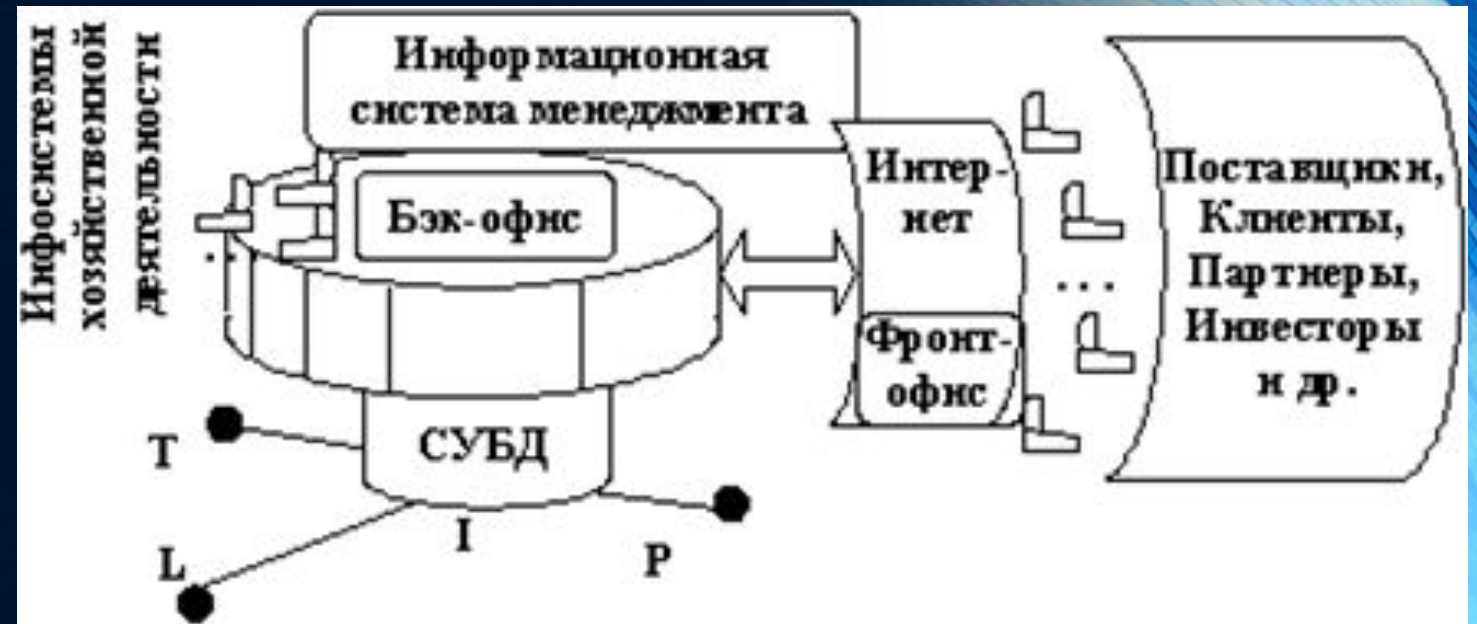 Инфосистемы
хозяйственной
деятельности
Информационная
система менеджмента
Бэк-офис
...
Интер-
нет
Фронт-
офис
...
Поставщики,
Клиенты,
Партнеры,
Инвесторы
и др.
СУБД
T
L
I
P